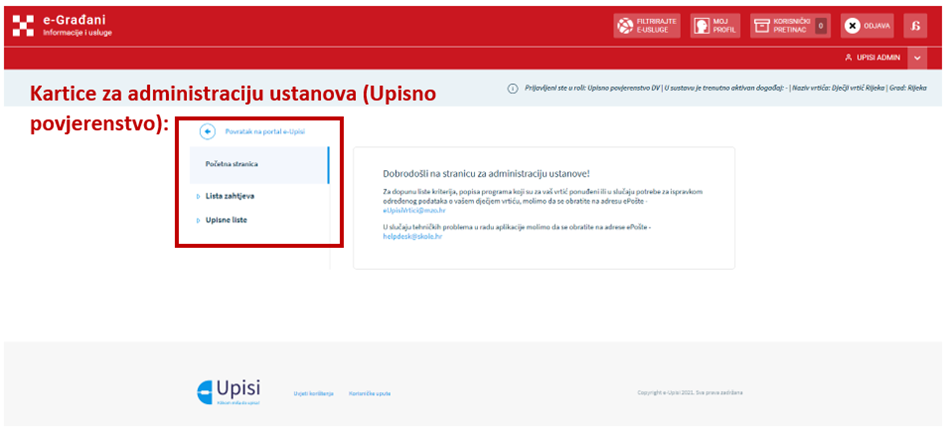 e-Građani
Informacije i usluge
FILTRIRAJTE
E-USLUGE
MOJ
PROFIL
KORISNIČKI
PRETINAC
0
ODJAVA
UPISI ADMIN
Prijavljeni ste u roli: Upisno povjerenstvo DV | U sustavu je trenutno aktivan događaj: - | Naziv vrtića: Dječji vrtić Rijeka | Grad: Rijeka
Kartice za administraciju ustanova (Upisno
povjerenstvo):
Povratak na portal e-Upisi
Početna stranica
Lista zahtjeva
Upisne liste
Dobrodošli na stranicu za administraciju ustanove!
Za dopunu liste kriterija, popisa programa koji su za vaš vrtić ponuđeni ili u slučaju potrebe za ispravkom
određenog podataka o vašem dječjem vrtiću, molimo da se obratite na adresu ePošte -
eUpisiVrtici@mzo.hr
U slučaju tehničkih problema u radu aplikacije molimo da se obratite na adrese ePošte -
helpdesk@skole.hr
Upisi
Uvjeti korištenja
Korisničke upute
Copyright e-Upisi 2021. Sva prava zadržana